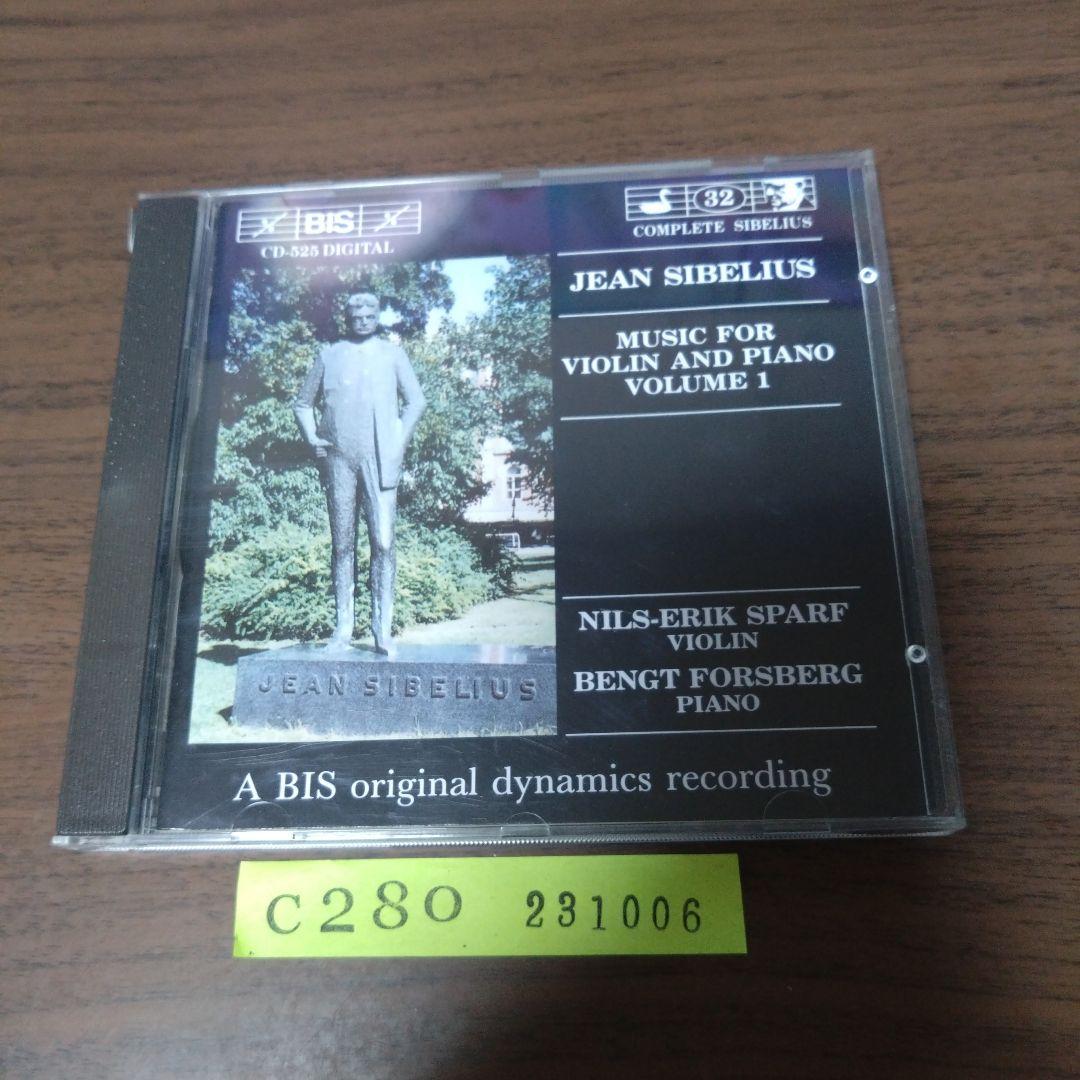 BIS
CD-525 DIGITAL
32
COMPLETE SIBELIUS
JEAN SIBELIUS
MUSIC FOR
VIOLIN AND PIANO
VOLUME 1
NILS-ERIK SPARF
VIOLIN
BENGT FORSBERG
PIANO
JEAN SIBELIUS
A BIS original dynamics recording
C280 231006